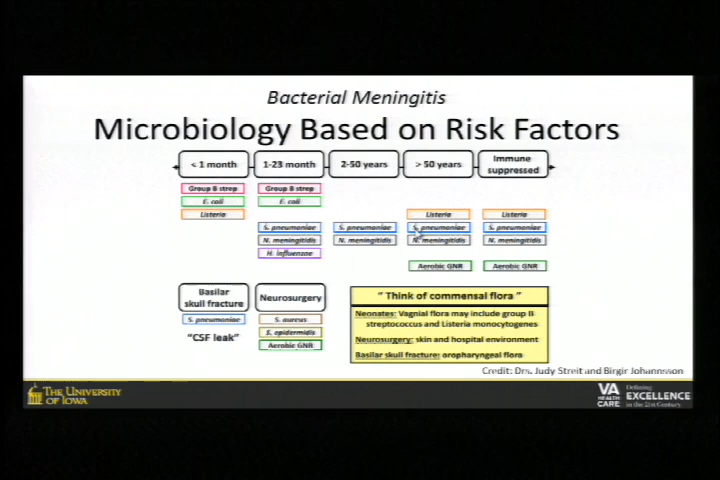 Bacterial Meningitis
Microbiology Based on Risk Factors
< 1 month
1-23 month
2-50 years
> 50 years
Immune
suppressed
Group B strep
Group B strep
E. coli
E. coli
Listeria
Listeria
Listeria
S. pneumoniae
S. pneumoniae
S. pneumoniae
S. pneumoniae
N. meningitidis
N. meningitidis
N. meningitidis
N. meningitidis
H. influenzae
Aerobic GNR
Aerobic GNR
Basilar
skull fracture
S. pneumoniae
"CSF leak"
Neurosurgery
S. aureus
S. epidermidis
Aerobic GNR
" Think of commensal flora "
Neonates: Vagnial flora may include group B
streptococcus and Listeria monocytogenes
Neurosurgery: skin and hospital environment
Basilar skull fracture: oropharyngeal flora
Credit: Drs. Judy Streit and Birgir Johannsson
THE UNIVERSITY
OF IOWA
VA
HEALTH
CARE
Defining
EXCELLENCE
in the 21st Century